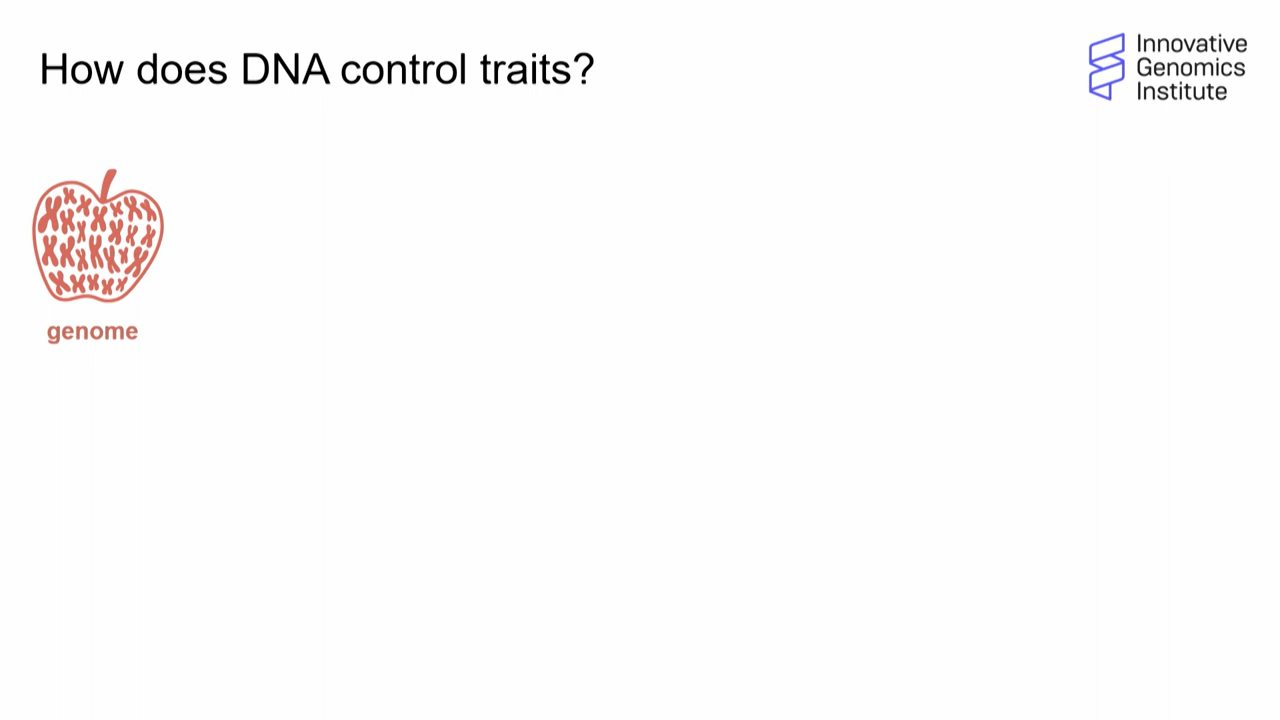 How does DNA control traits?
Innovative
Genomics
Institute
genome